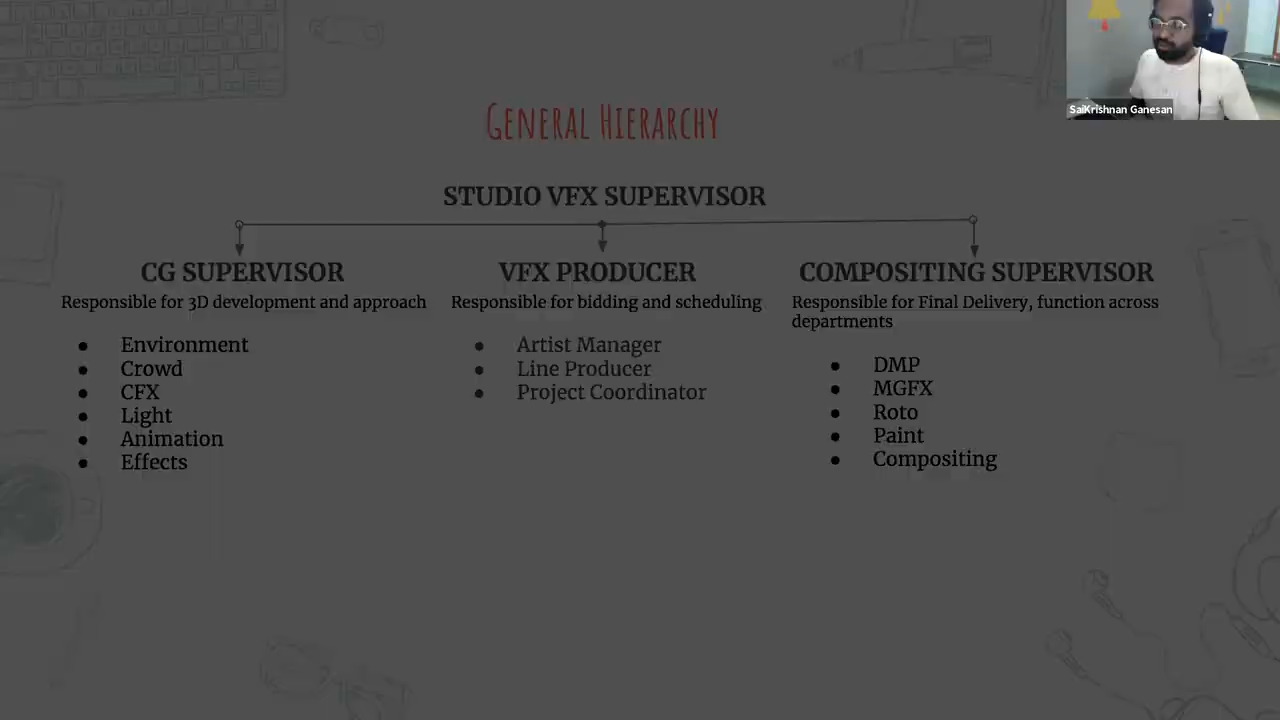 SaiKrishnan Ganesan
General Hierarchy
STUDIO VFX SUPERVISOR
CG SUPERVISOR
Responsible for 3D development and approach
Environment
Crowd
CFX
Light
Animation
Effects
VFX PRODUCER
Responsible for bidding and scheduling
Artist Manager
Line Producer
Project Coordinator
COMPOSITING SUPERVISOR
Responsible for Final Delivery, function across
departments
DMP
MGFX
Roto
Paint
Compositing